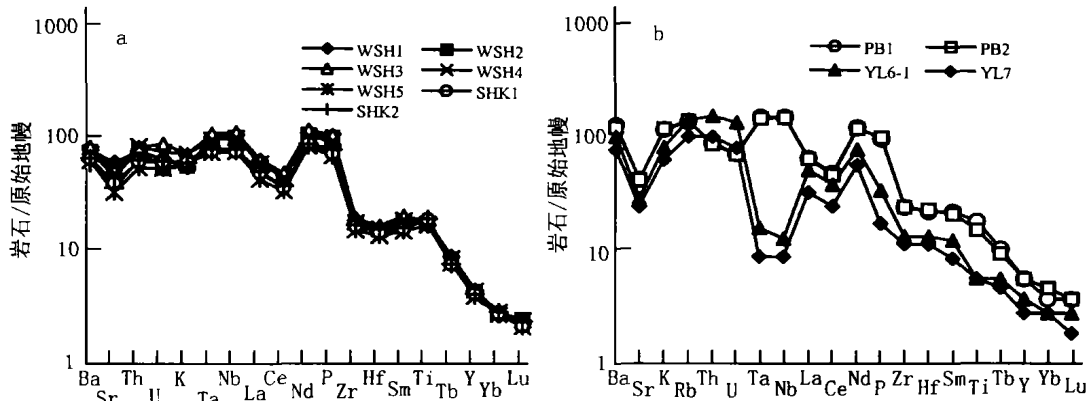 a
1000
100
10
1
岩石/原始地幔
WSH1
WSH2
WSH3
WSH4
WSH5
SHK1
SHK2
Ba Sr Th U K Ta Nb La Ce Nd P Zr Hf Sm Ti Tb Y Yb Lu
b
1000
100
10
1
岩石/原始地幔
PB1
PB2
YL6-1
YL7
Ba Sr K Rb Th U Ta Nb La Ce Nd P Zr Hf Sm Ti Tb Y Yb Lu